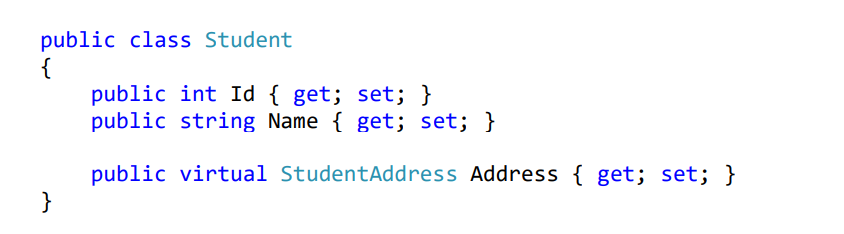 public class Student
{
    public int Id { get; set; }
    public string Name { get; set; }
    public virtual StudentAddress Address { get; set; }
}